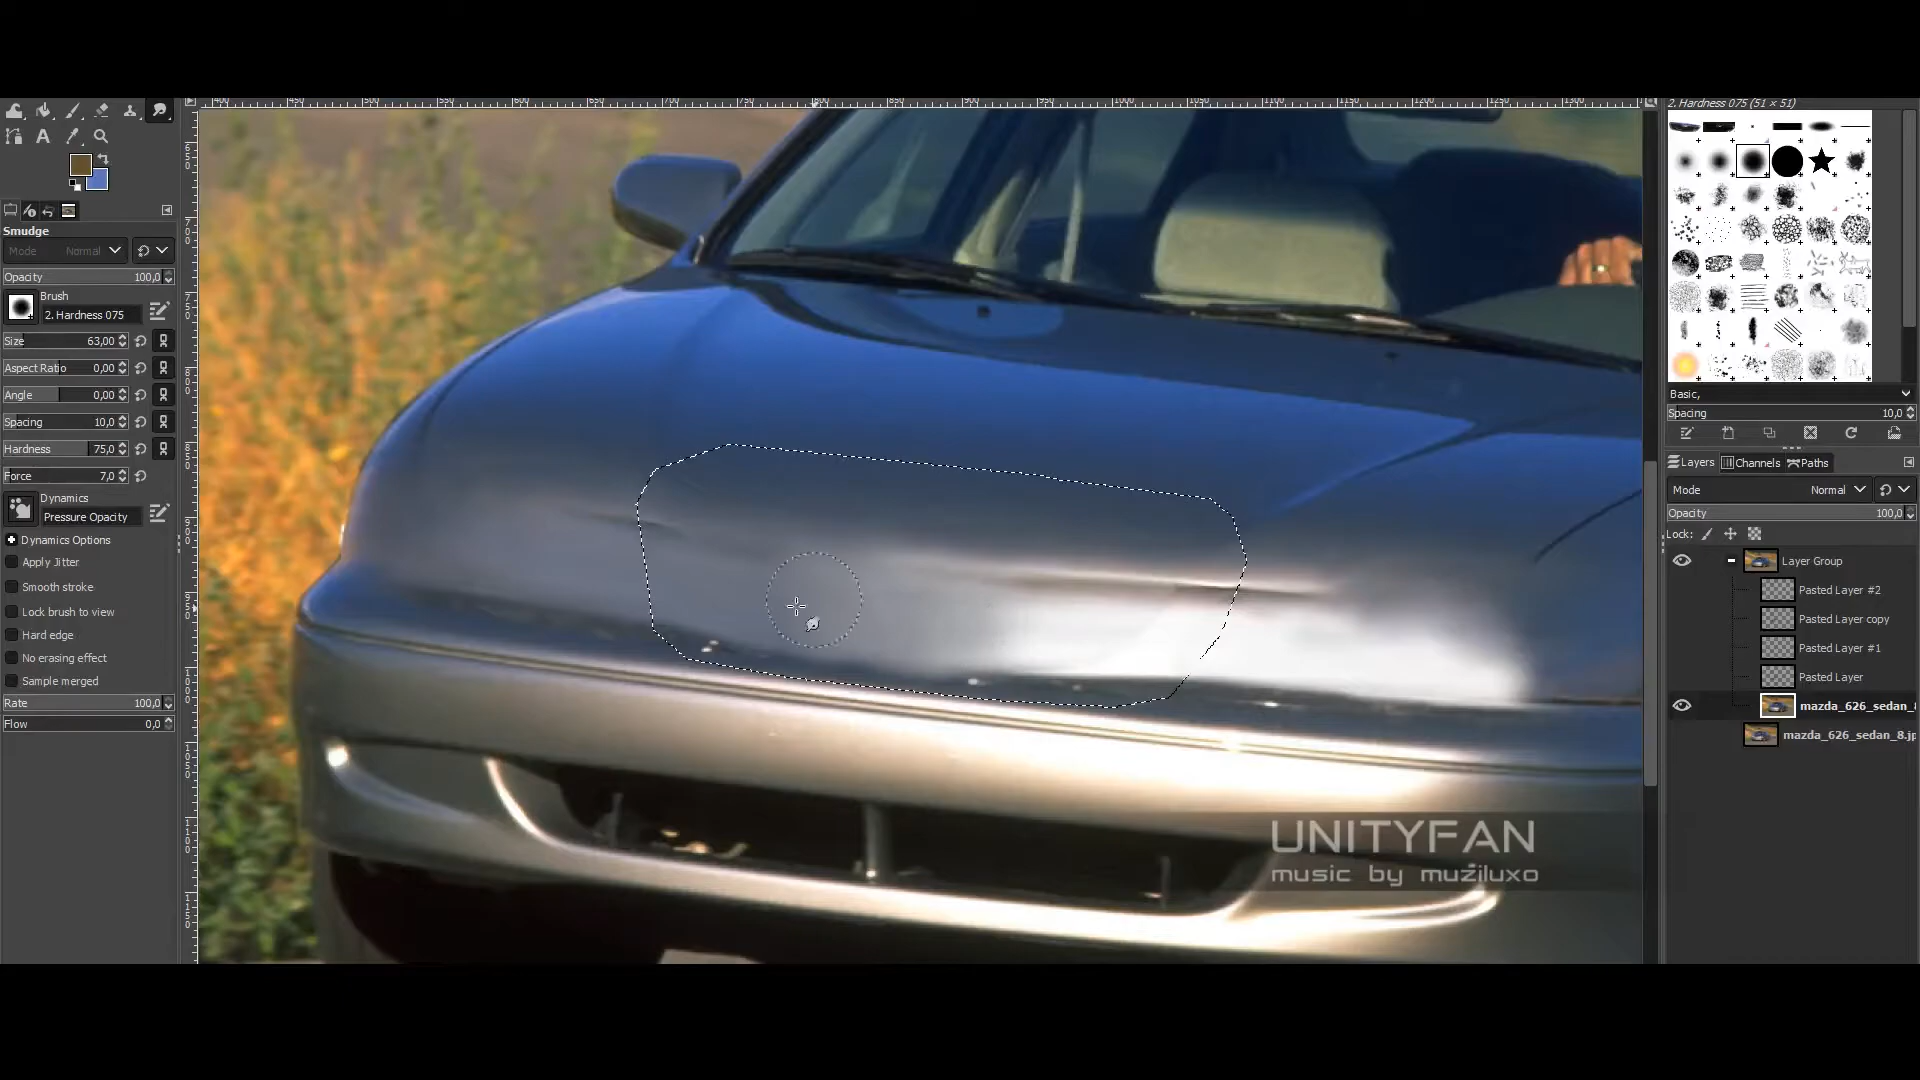 2. Hardness 075 (51 × 51)
Smudge
Mode Normal
Opacity 100,0
Brush
2. Hardness 075
Size 63,00
Aspect Ratio 0,00
Angle 0,00
Spacing 10,0
Hardness 75,0
Force 7,0
Dynamics
Pressure Opacity
Dynamics Options
Apply Jitter
Smooth stroke
Lock brush to view
Hard edge
No erasing effect
Sample merged
Rate 100,0
Flow 0,0
Basic,
Spacing 10,0
Layers Channels Paths
Mode Normal
Opacity 100,0
Lock:
Layer Group
Pasted Layer #2
Pasted Layer copy
Pasted Layer #1
Pasted Layer
mazda_626_sedan_8
mazda_626_sedan_8.jp
UNITYFAN
music by mużiluxo